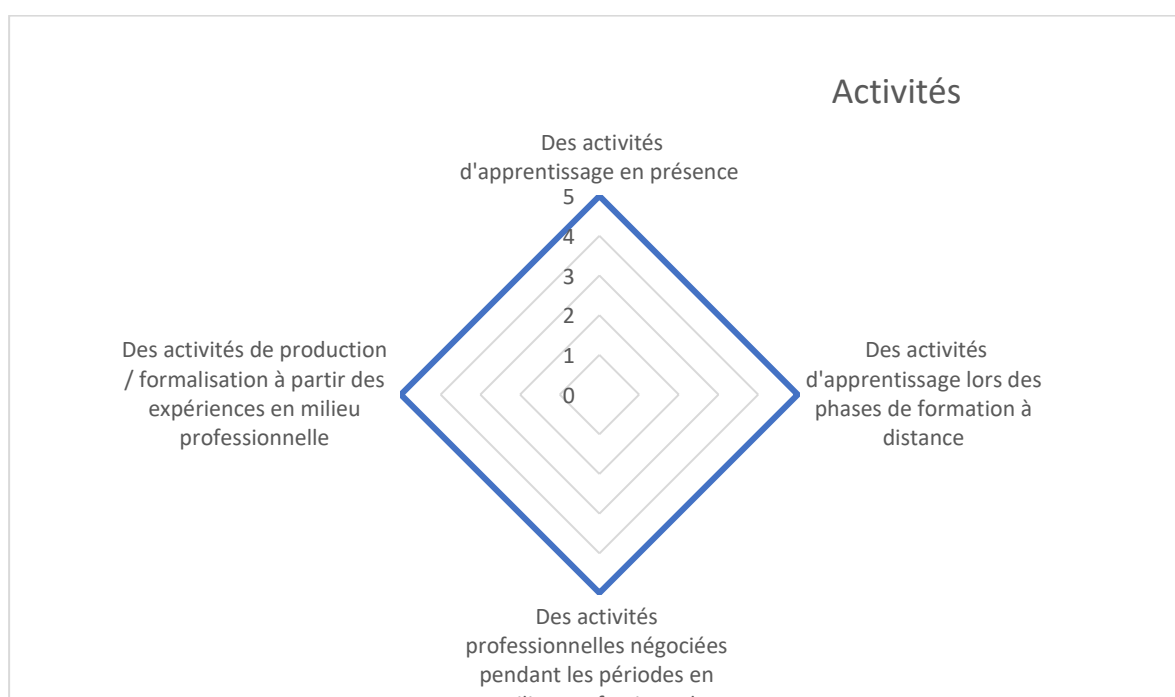 Activités
Des activités
d'apprentissage en présence
5
4
3
2
1
0
Des activités de production
/ formalisation à partir des
expériences en milieu
professionnelle
Des activités
d'apprentissage lors des
phases de formation à
distance
Des activités
professionnelles négociées
pendant les périodes en